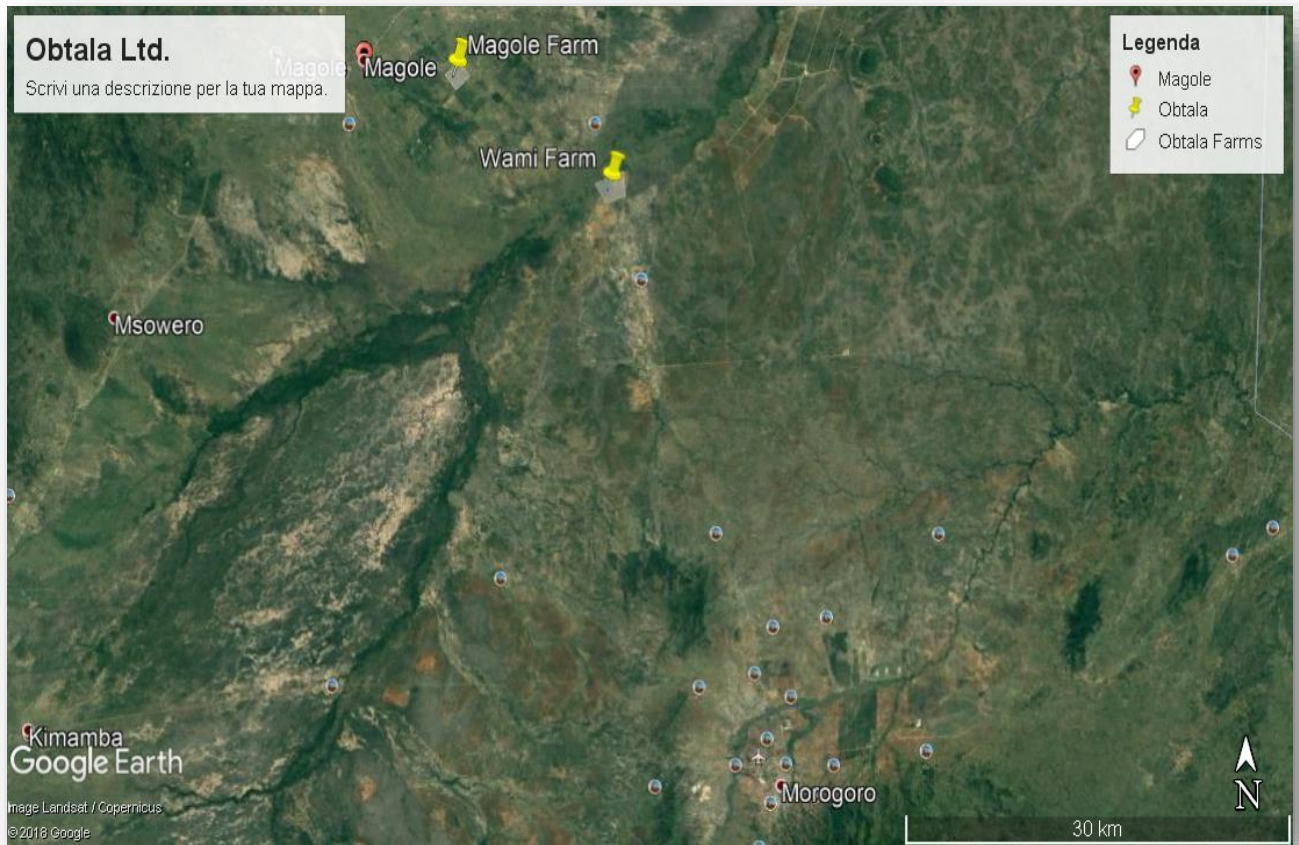 Obtala Ltd.
Scrivi una descrizione per la tua mappa.
Magole
Magole
Magole Farm
Legenda
Magole
Obtala
Obtala Farms
Wami Farm
Msowero
Kimamba
Google Earth
Image Landsat / Copernicus
©2018 Google
Morogoro
N
30 km